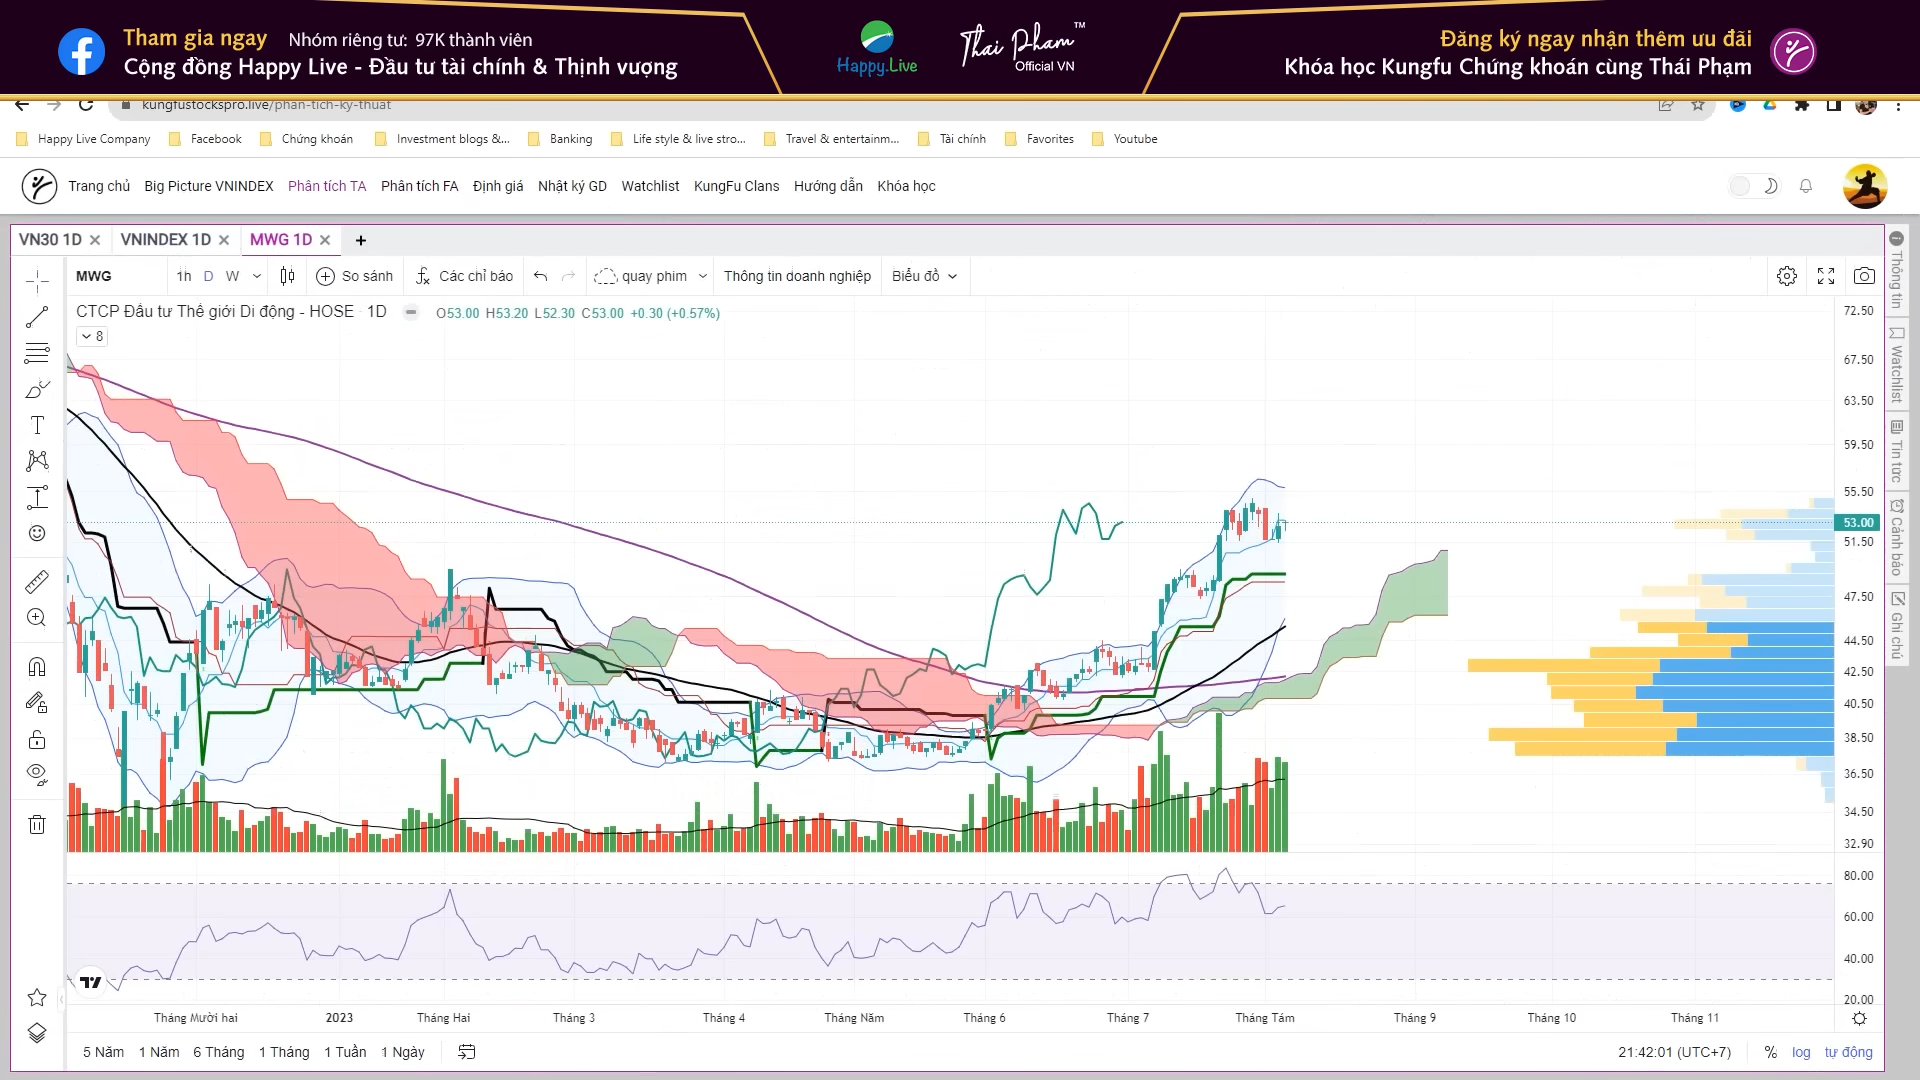 Tham gia ngay Nhóm riêng tư: 97K thành viên
Cộng đồng Happy Live - Đầu tư tài chính & Thịnh vượng
Happy.Live
Thai Pham™
Official VN
Đăng ký ngay nhận thêm ưu đãi
Khóa học Kungfu Chứng khoán cùng Thái Phạm
kungfustockspro.live/phan-tich-ky-thuat
Happy Live Company Facebook Chứng khoán Investment blogs &... Banking Life style & live stro... Travel & entertainm... Tài chính Favorites Youtube
Trang chủ Big Picture VNINDEX Phân tích TA Phân tích FA Định giá Nhật ký GD Watchlist KungFu Clans Hướng dẫn Khóa học
VN30 1D VNINDEX 1D MWG 1D
MWG 1h D W So sánh Các chỉ báo quay phim Thông tin doanh nghiệp Biểu đồ
CTCP Đầu tư Thế giới Di động - HOSE 1D O53.00 H53.20 L52.30 C53.00 +0.30 (+0.57%)
8
72.50
67.50
63.50
59.50
55.50
53.00
51.50
47.50
44.50
42.50
40.50
38.50
36.50
34.50
32.90
80.00
60.00
40.00
20.00
Thông tin
Watchlist
Tin tức
Cảnh báo
Ghi chú
Tháng Mười hai 2023 Tháng Hai Tháng 3 Tháng 4 Tháng Năm Tháng 6 Tháng 7 Tháng Tám Tháng 9 Tháng 10 Tháng 11
5 Năm 1 Năm 6 Tháng 1 Tháng 1 Tuần 1 Ngày 21:42:01 (UTC+7) % log tự động